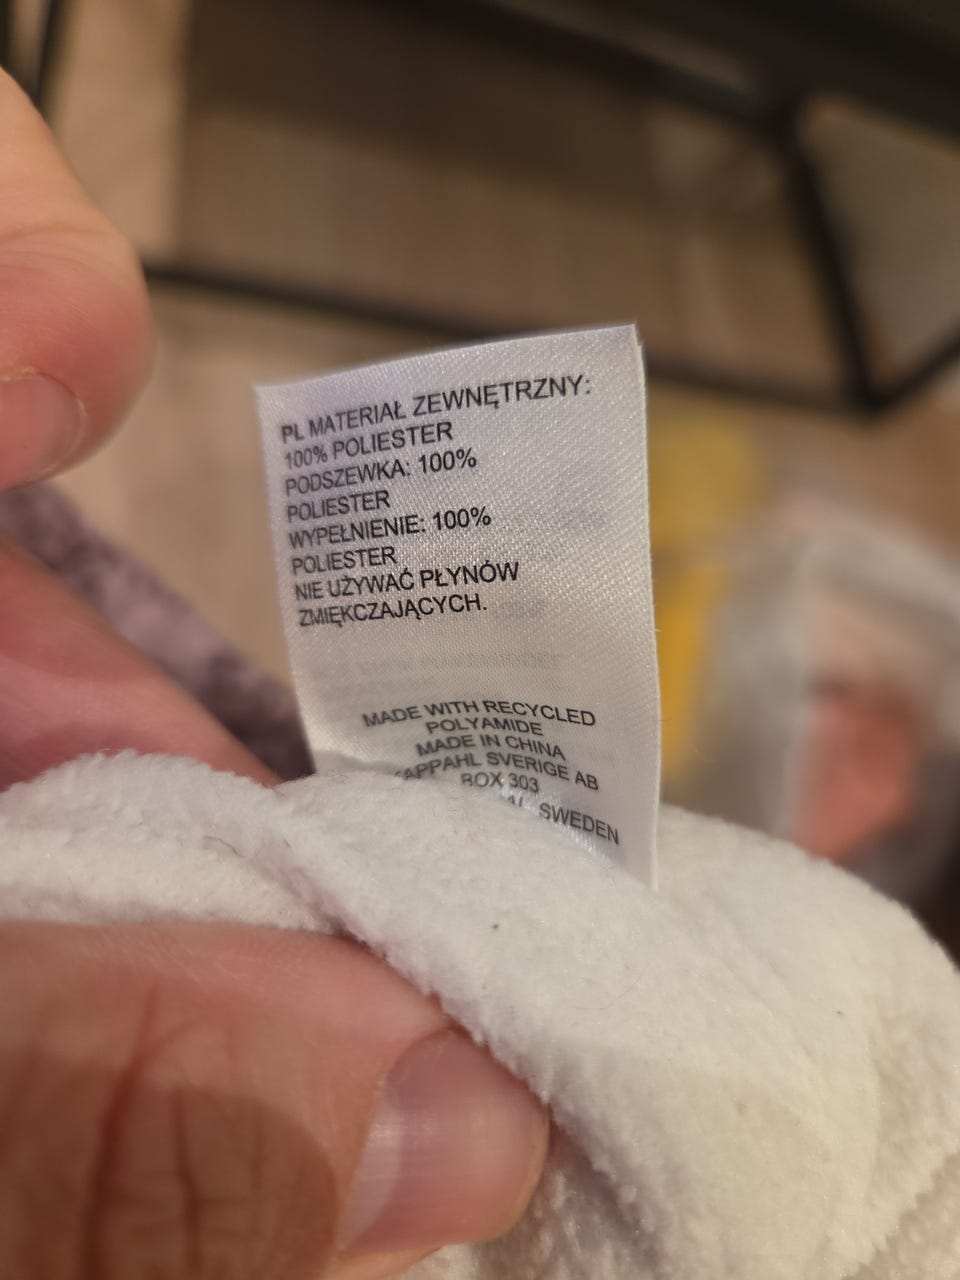 PL MATERIAŁ ZEWNĘTRZNY:
100% POLIESTER
PODSZEWKA: 100%
POLIESTER
WYPEŁNIENIE: 100%
POLIESTER
NIE UŻYWAĆ PŁYNÓW
ZMIĘKCZAJĄCYCH.
MADE WITH RECYCLED
POLYAMIDE
MADE IN CHINA
KAPPAHL SVERIGE AB
BOX 303
SWEDEN